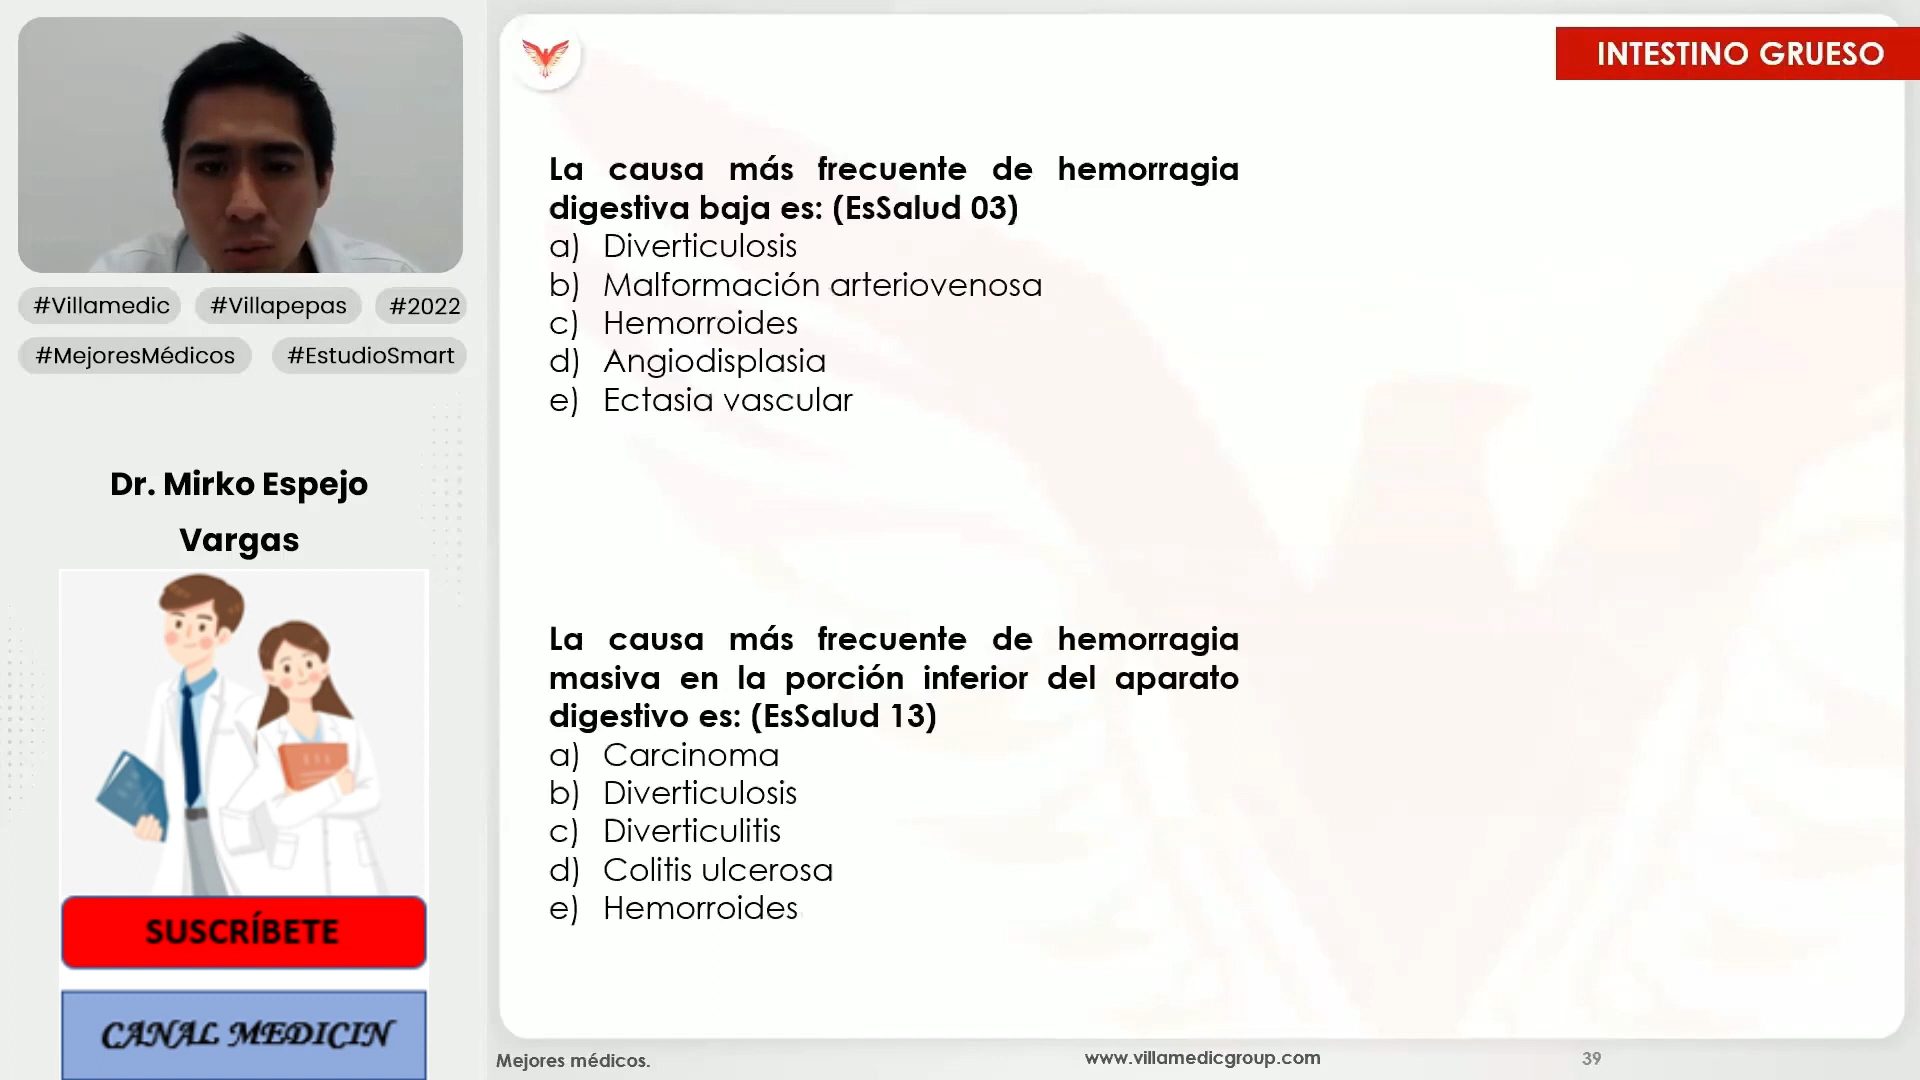 #Villamedic #Villapepas #2022
#MejoresMédicos #EstudioSmart
Dr. Mirko Espejo
Vargas
SUSCRÍBETE
CANAL MEDICIN
INTESTINO GRUESO
La causa más frecuente de hemorragia
digestiva baja es: (EsSalud 03)
a) Diverticulosis
b) Malformación arteriovenosa
c) Hemorroides
d) Angiodisplasia
e) Ectasia vascular
La causa más frecuente de hemorragia
masiva en la porción inferior del aparato
digestivo es: (EsSalud 13)
a) Carcinoma
b) Diverticulosis
c) Diverticulitis
d) Colitis ulcerosa
e) Hemorroides
Mejores médicos.
www.villamedicgroup.com
39